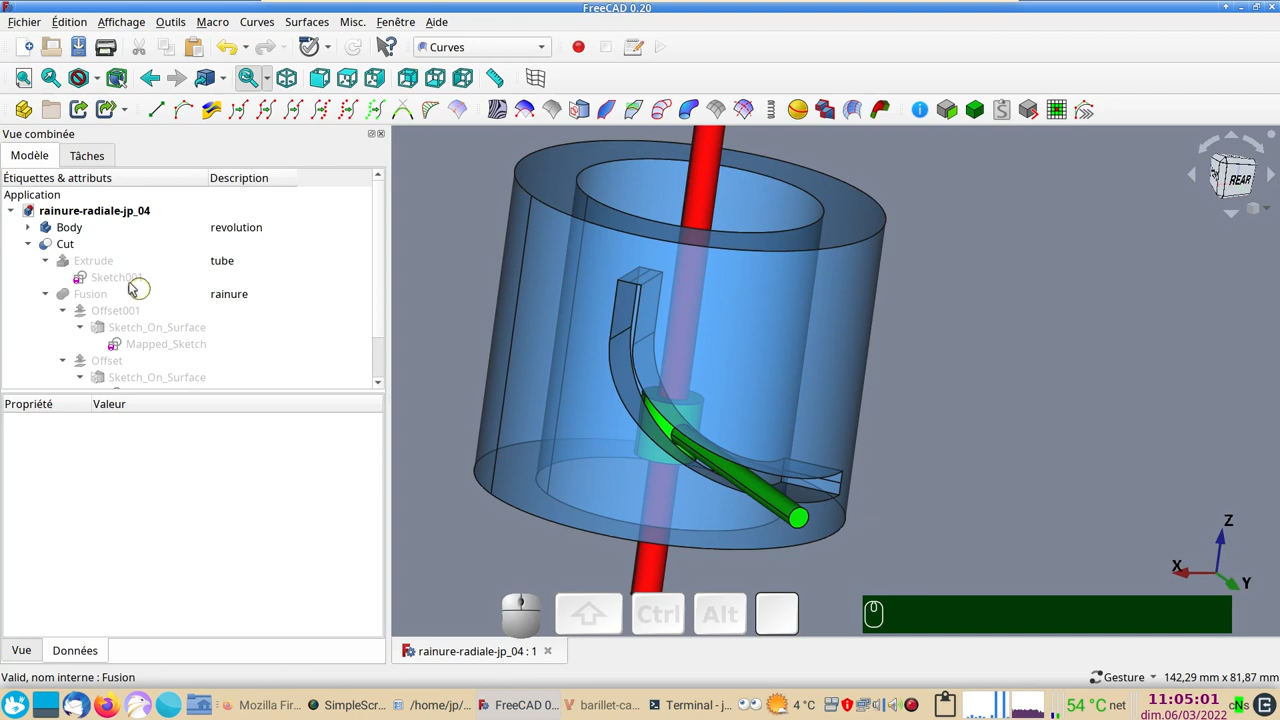 FreeCAD 0.20
Fichier Édition Affichage Outils Macro Curves Surfaces Misc. Fenêtre Aide
Curves
Vue combinée
Modèle Tâches
Étiquettes & attributs Description
Application
rainure-radiale-jp_04
Body revolution
Cut
Extrude tube
Sketch001
Fusion rainure
Offset001
Sketch_On_Surface
Mapped_Sketch
Offset
Sketch_On_Surface
Propriété Valeur
REAR
Z
X
Y
Ctrl Alt
Vue Données
rainure-radiale-jp_04 : 1
Valid, nom interne : Fusion
Gesture 142,29 mm x 81,87 mm
Mozilla Fir... SimpleScr... /home/jp/... FreeCAD 0.... barillet-ca... Terminal - j... 4 °C 54 °C net 11:05:01 cNs
dim.06/03/2022